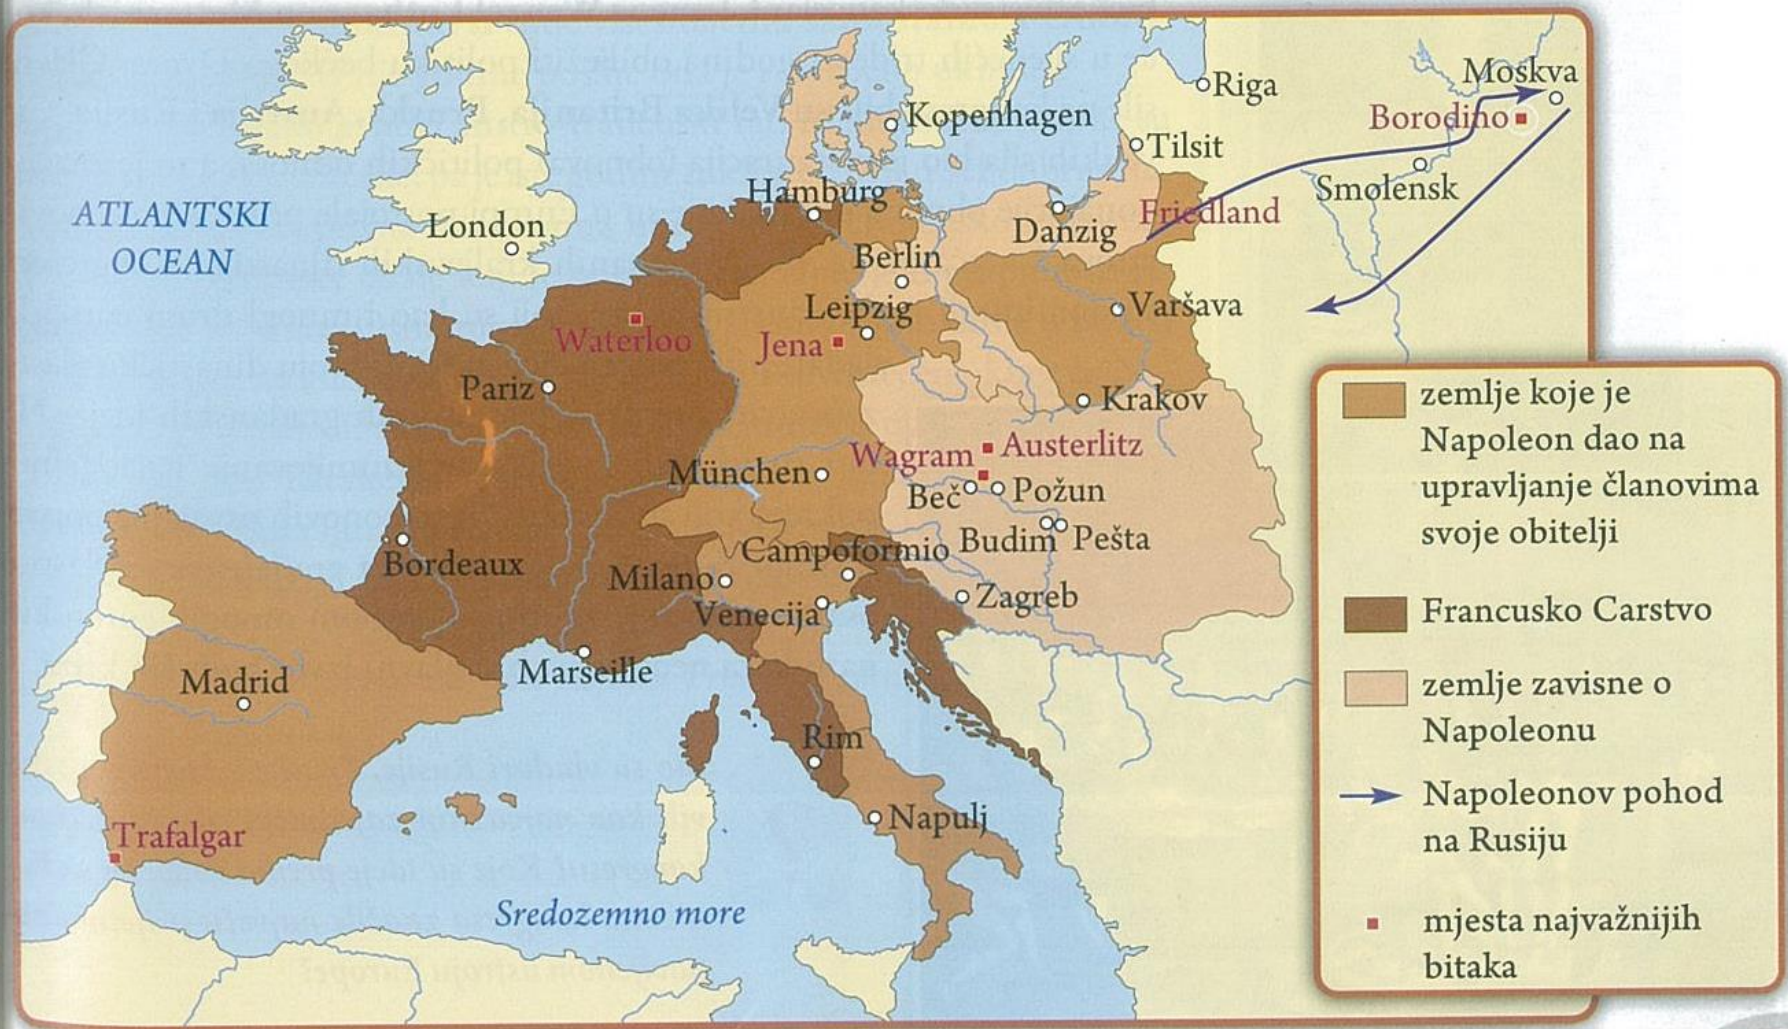 Riga
Moskva
Borodino
Kopenhagen
Tilsit
Smolensk
Hamburg
Friedland
ATLANTSKI
OCEAN
London
Danzig
Berlin
Leipzig
Varšava
Waterloo
Jena
Pariz
Krakov
Wagram
Austerlitz
München
Beč
Požun
Budim
Pešta
Campoformio
Bordeaux
Milano
Zagreb
Venecija
Marseille
Madrid
Rim
Napulj
Trafalgar
Sredozemno more
zemlje koje je
Napoleon dao na
upravljanje članovima
svoje obitelji
Francusko Carstvo
zemlje zavisne o
Napoleonu
Napoleonov pohod
na Rusiju
mjesta najvažnijih
bitaka